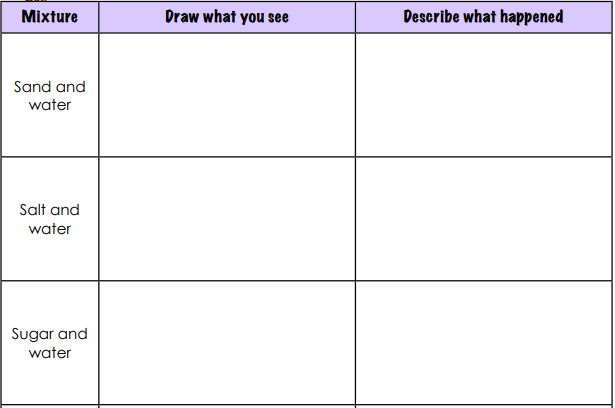 Mixture
Draw what you see
Describe what happened
Sand and
water
Salt and
water
Sugar and
water